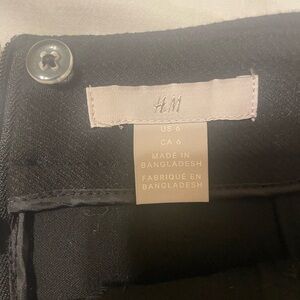 H&M
US 6
CA 6
MADE IN
BANGLADESH
FABRIQUÉ EN
BANGLADESH